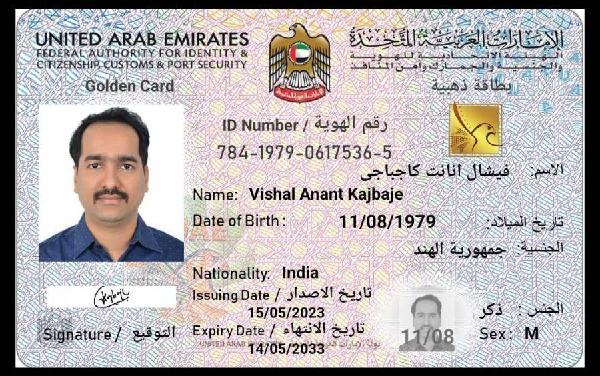 UNITED ARAB EMIRATES
الإمارات العربية المتحدة
FEDERAL AUTHORITY FOR IDENTITY &
CITIZENSHIP, CUSTOMS & PORT SECURITY
الهيئة الإتحادية للهوية
والجنسية والجمارك وأمن المنافذ
Golden Card
بطاقة ذهبية
ID Number / رقم الهوية
784-1979-0617536-5
الاسم: فيشال انانت كاجباجى
Name: Vishal Anant Kajbaje
Date of Birth: 11/08/1979 تاريخ الميلاد:
الجنسية: جمهورية الهند
Nationality: India
Issuing Date / تاريخ الاصدار
15/05/2023
الجنس: ذكر
Signature / التوقيع
Expiry Date / تاريخ الانتهاء
14/05/2033
11/08
Sex: M